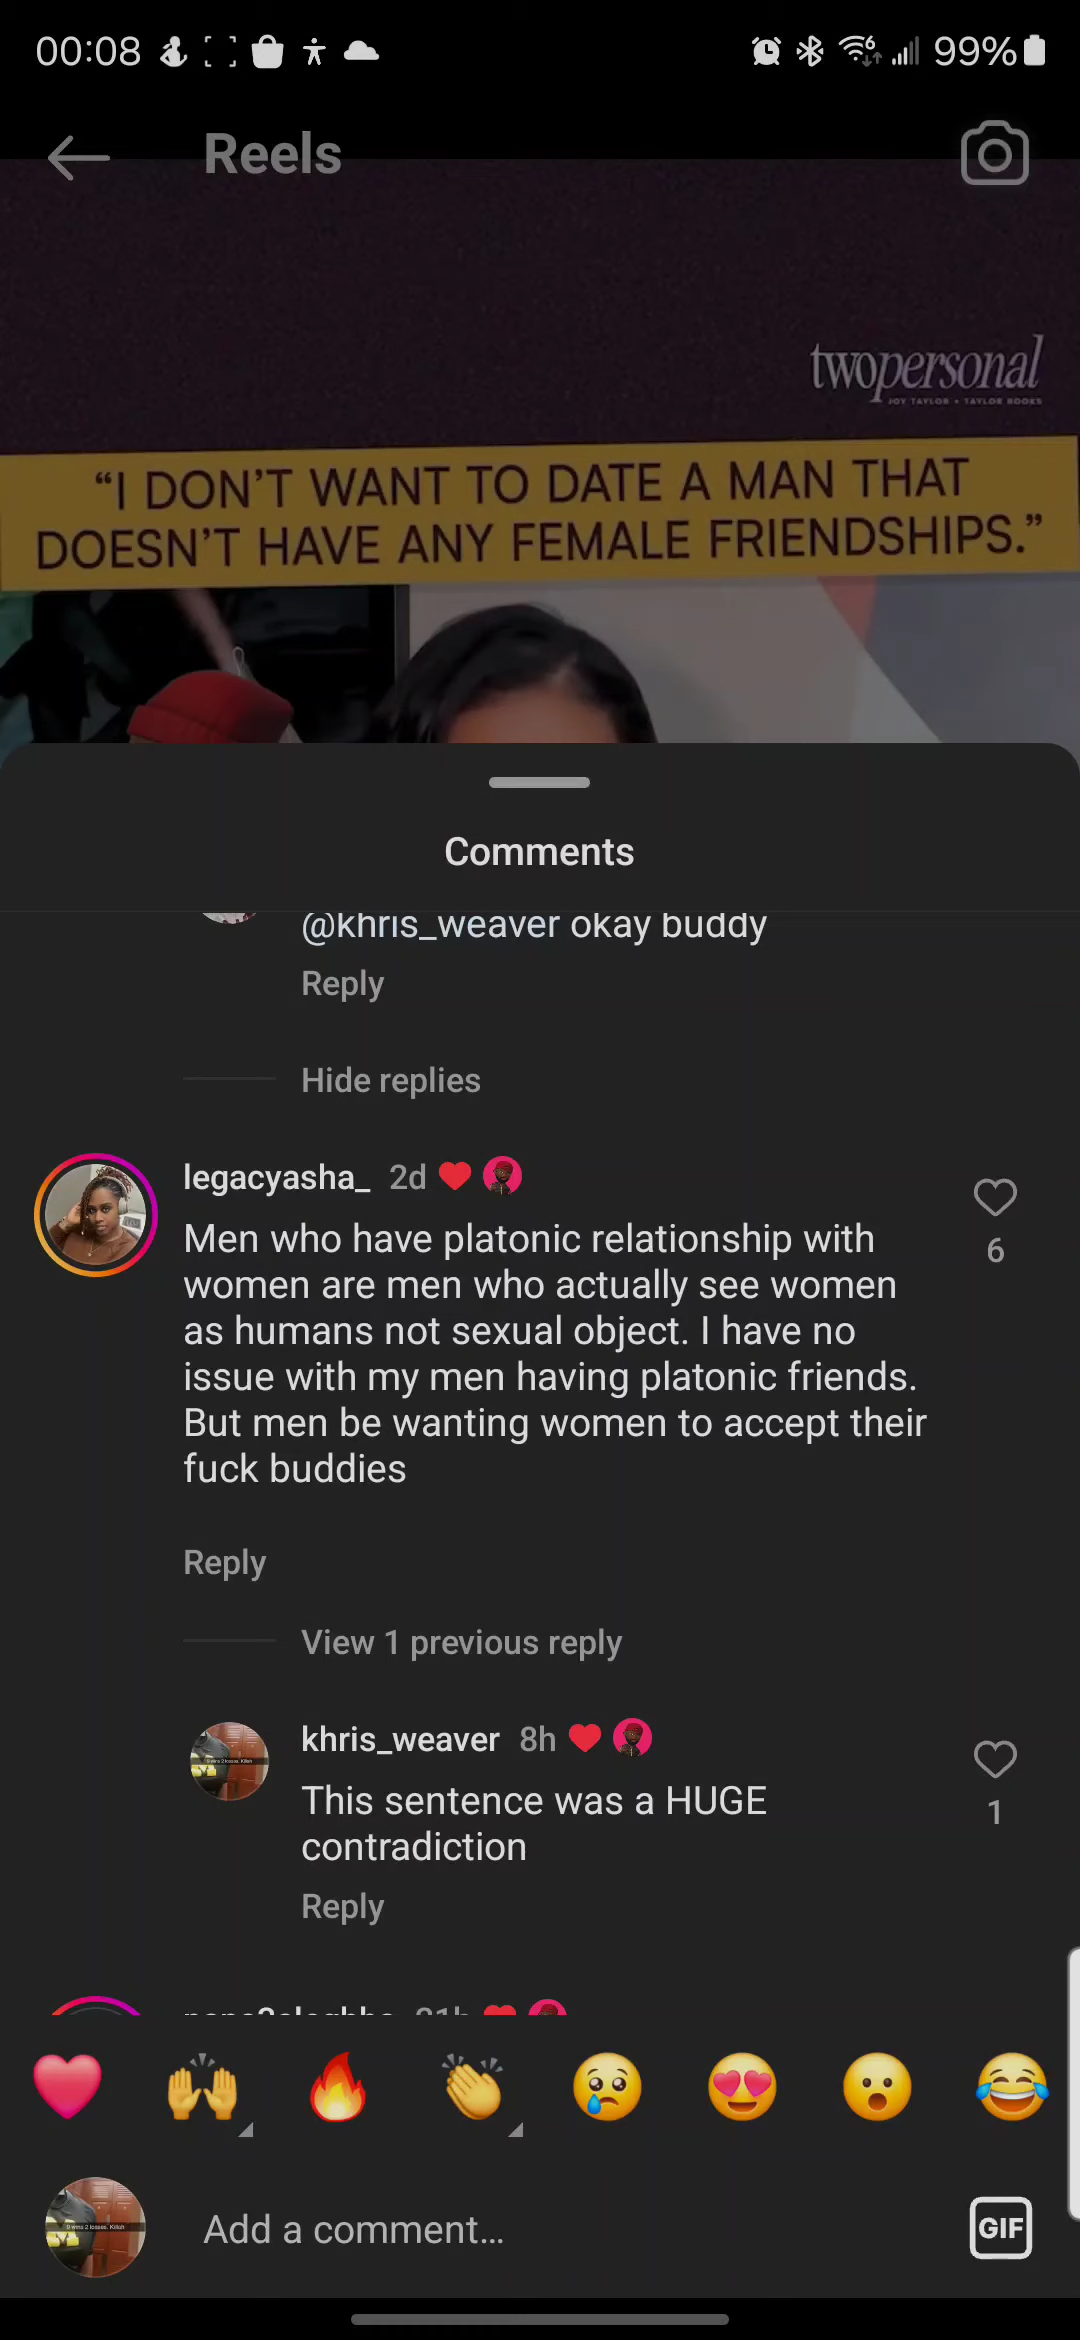 00:08
99%
Reels
twopersonal
JOY TAYLOR + TAYLOR ROOKS
“I DON’T WANT TO DATE A MAN THAT
DOESN’T HAVE ANY FEMALE FRIENDSHIPS.”
Comments
@khris_weaver okay buddy
Reply
Hide replies
legacyasha_ 2d
6
Men who have platonic relationship with
women are men who actually see women
as humans not sexual object. I have no
issue with my men having platonic friends.
But men be wanting women to accept their
fuck buddies
Reply
View 1 previous reply
khris_weaver 8h
This sentence was a HUGE
contradiction
1
Reply
Add a comment...
GIF